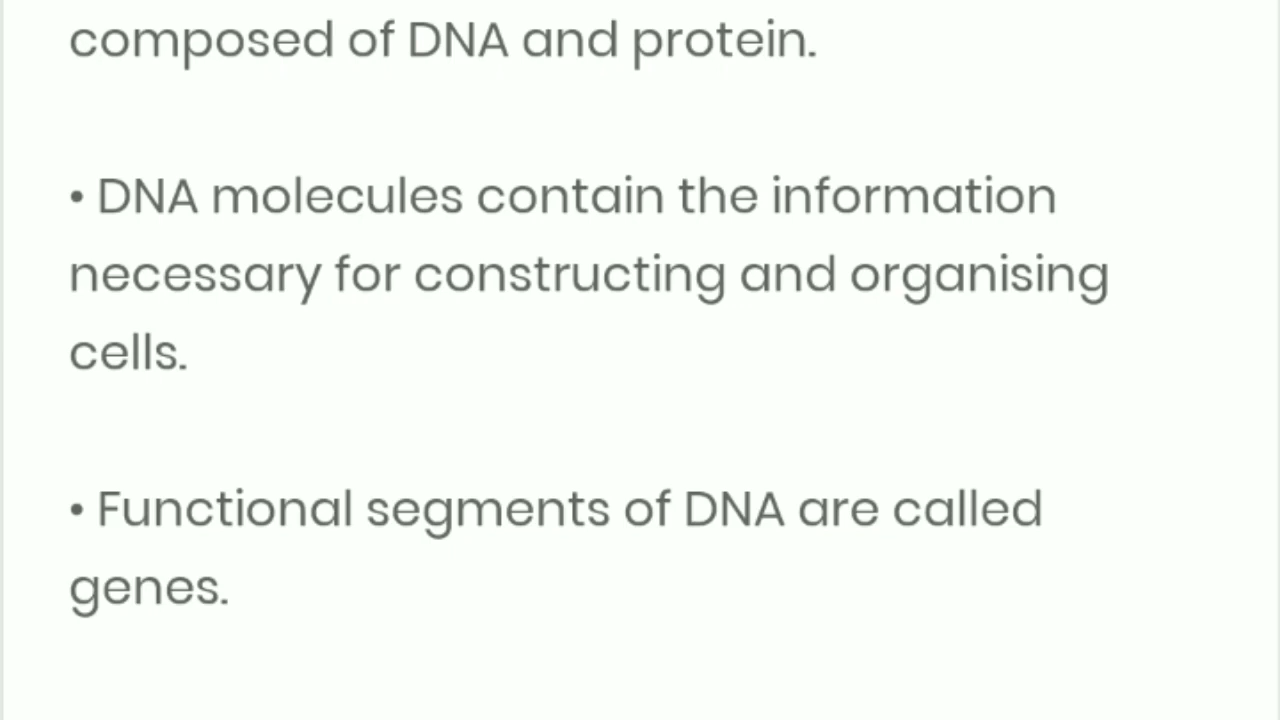 composed of DNA and protein.
• DNA molecules contain the information
necessary for constructing and organising
cells.
• Functional segments of DNA are called
genes.